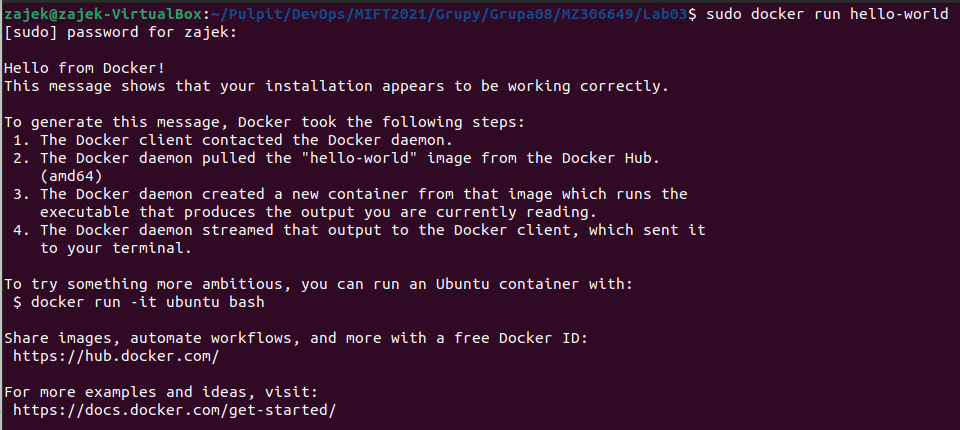 zajek@zajek-VirtualBox:~/Pulpit/DevOps/MIFT2021/Grupy/Grupa08/MZ306649/Lab03$ sudo docker run hello-world
[sudo] password for zajek:

Hello from Docker!
This message shows that your installation appears to be working correctly.

To generate this message, Docker took the following steps:
 1. The Docker client contacted the Docker daemon.
 2. The Docker daemon pulled the "hello-world" image from the Docker Hub.
    (amd64)
 3. The Docker daemon created a new container from that image which runs the
    executable that produces the output you are currently reading.
 4. The Docker daemon streamed that output to the Docker client, which sent it
    to your terminal.

To try something more ambitious, you can run an Ubuntu container with:
 $ docker run -it ubuntu bash

Share images, automate workflows, and more with a free Docker ID:
 https://hub.docker.com/

For more examples and ideas, visit:
 https://docs.docker.com/get-started/